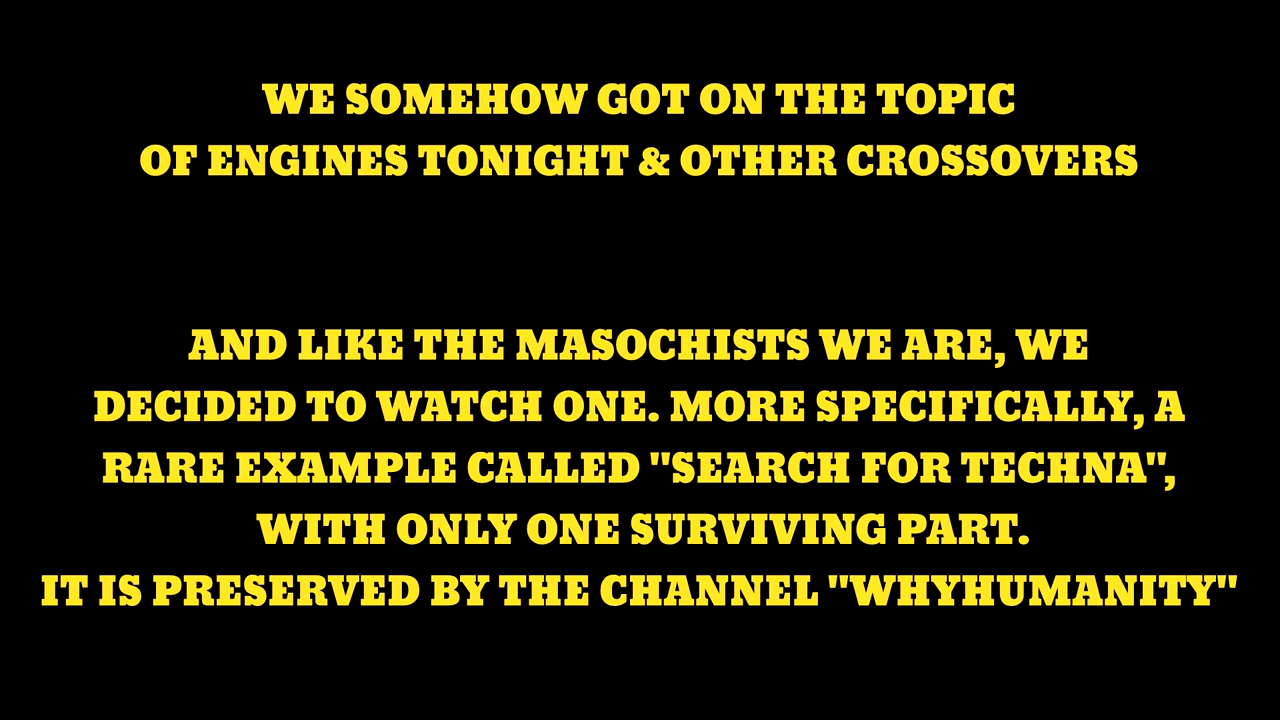 WE SOMEHOW GOT ON THE TOPIC
OF ENGINES TONIGHT & OTHER CROSSOVERS
AND LIKE THE MASOCHISTS WE ARE, WE
DECIDED TO WATCH ONE. MORE SPECIFICALLY, A
RARE EXAMPLE CALLED "SEARCH FOR TECHNA",
WITH ONLY ONE SURVIVING PART.
IT IS PRESERVED BY THE CHANNEL "WHYHUMANITY"